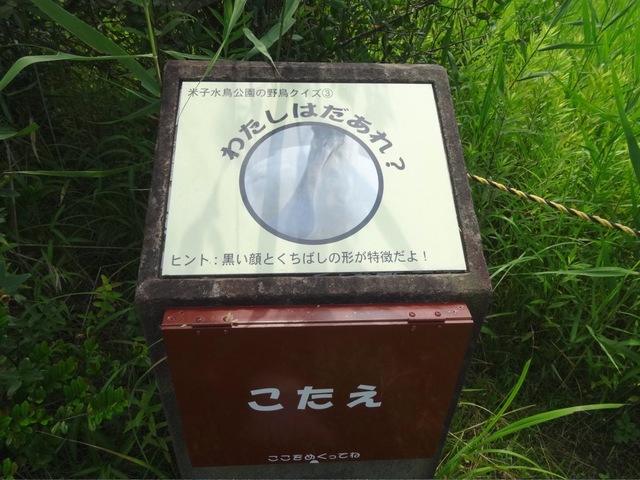 米子水鳥公園の野鳥クイズ③
わたしはだあれ?
ヒント:黒い顔とくちばしの形が特徴だよ!
こたえ
ここをめくってね